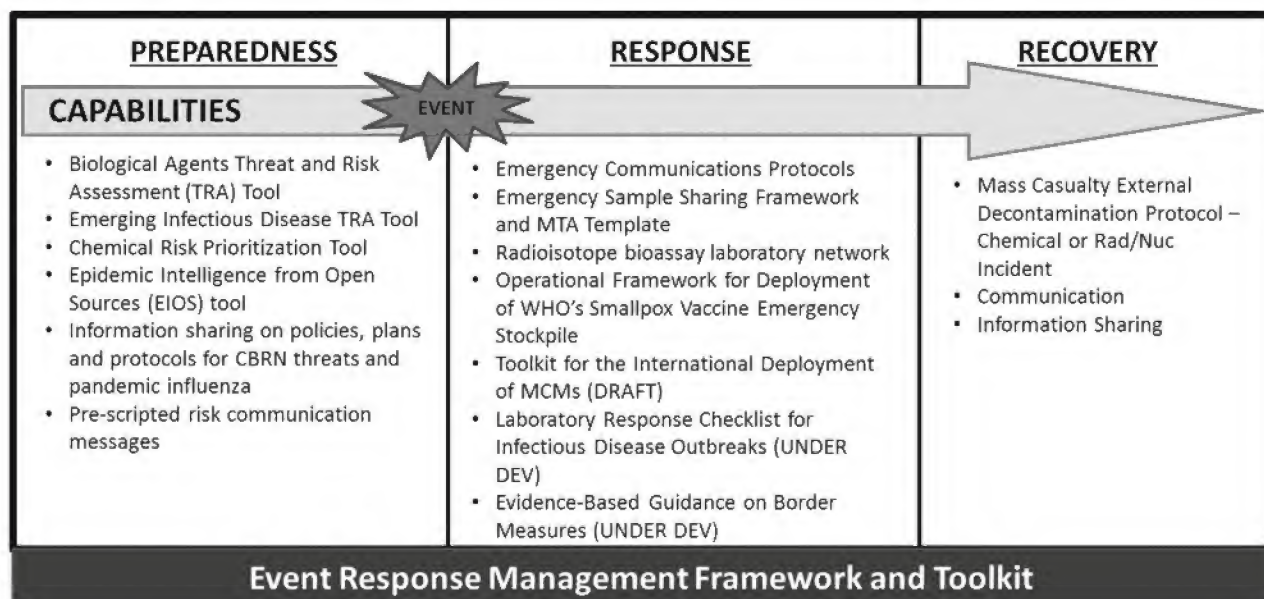 PREPAREDNESS
CAPABILITIES
• Biological Agents Threat and Risk
Assessment (TRA) Tool
• Emerging Infectious Disease TRA Tool
• Chemical Risk Prioritization Tool
• Epidemic Intelligence from Open
Sources (EIOS) tool
• Information sharing on policies, plans
and protocols for CBRN threats and
pandemic influenza
• Pre-scripted risk communication
messages
EVENT
RESPONSE
• Emergency Communications Protocols
• Emergency Sample Sharing Framework
and MTA Template
• Radioisotope bioassay laboratory network
• Operational Framework for Deployment
of WHO's Smallpox Vaccine Emergency
Stockpile
• Toolkit for the International Deployment
of MCMs (DRAFT)
• Laboratory Response Checklist for
Infectious Disease Outbreaks (UNDER
DEV)
• Evidence-Based Guidance on Border
Measures (UNDER DEV)
RECOVERY
• Mass Casualty External
Decontamination Protocol –
Chemical or Rad/Nuc
Incident
• Communication
• Information Sharing
Event Response Management Framework and Toolkit